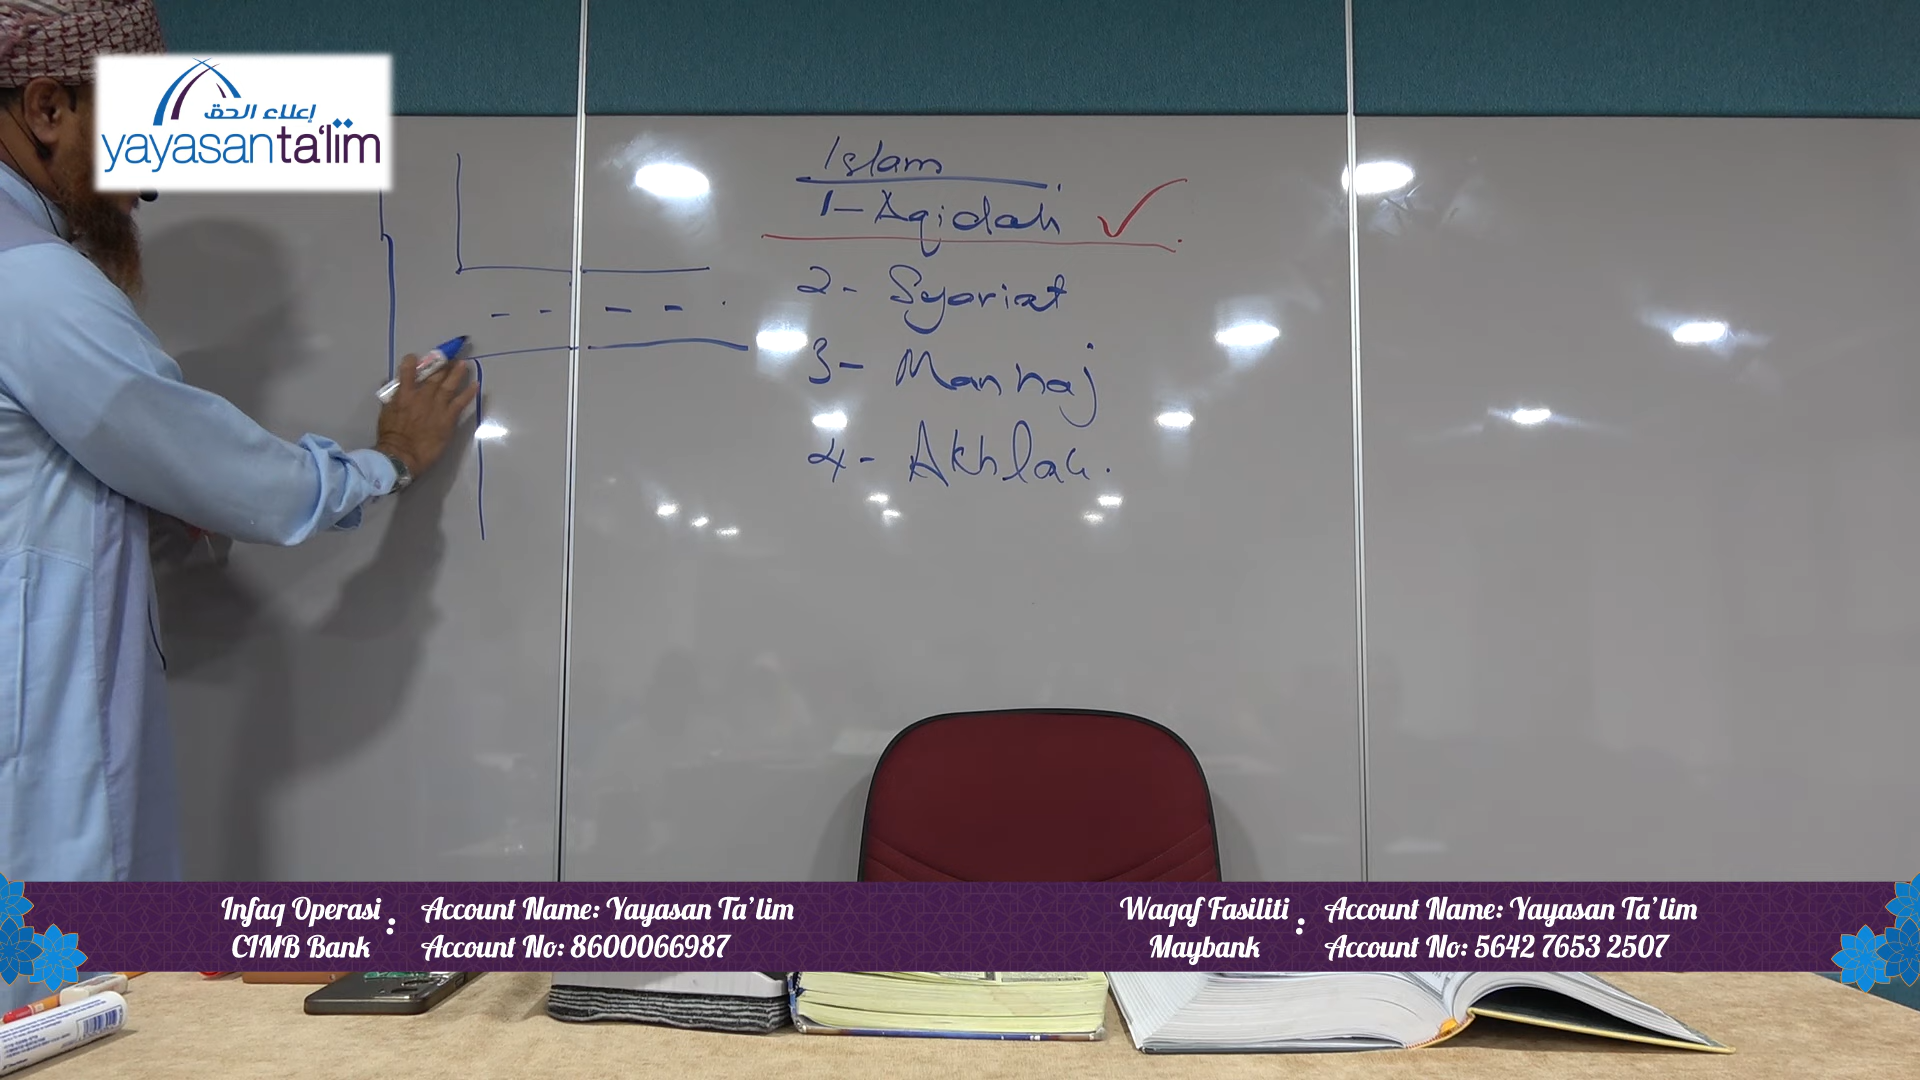 إعلاء الحق
yayasanta'lim
Islam
1- Aqidah
2- Syariat
3- Manhaj
4- Akhlak.
Infaq Operasi : Account Name: Yayasan Ta'lim
CIMB Bank Account No: 8600066987
Waqaf Fasiliti : Account Name: Yayasan Ta'lim
Maybank Account No: 5642 7653 2507